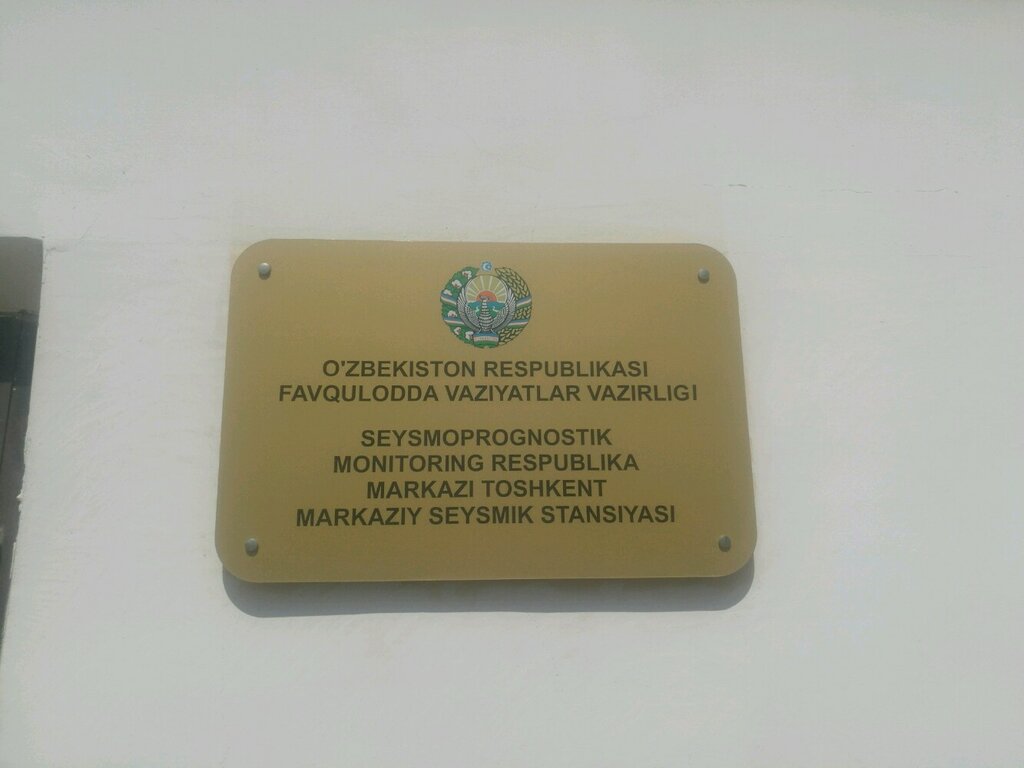 O'ZBEKISTON RESPUBLIKASI
FAVQULODDA VAZIYATLAR VAZIRLIGI
SEYSMOPROGNOSTIK
MONITORING RESPUBLIKA
MARKAZI TOSHKENT
MARKAZIY SEYSMIK STANSIYASI